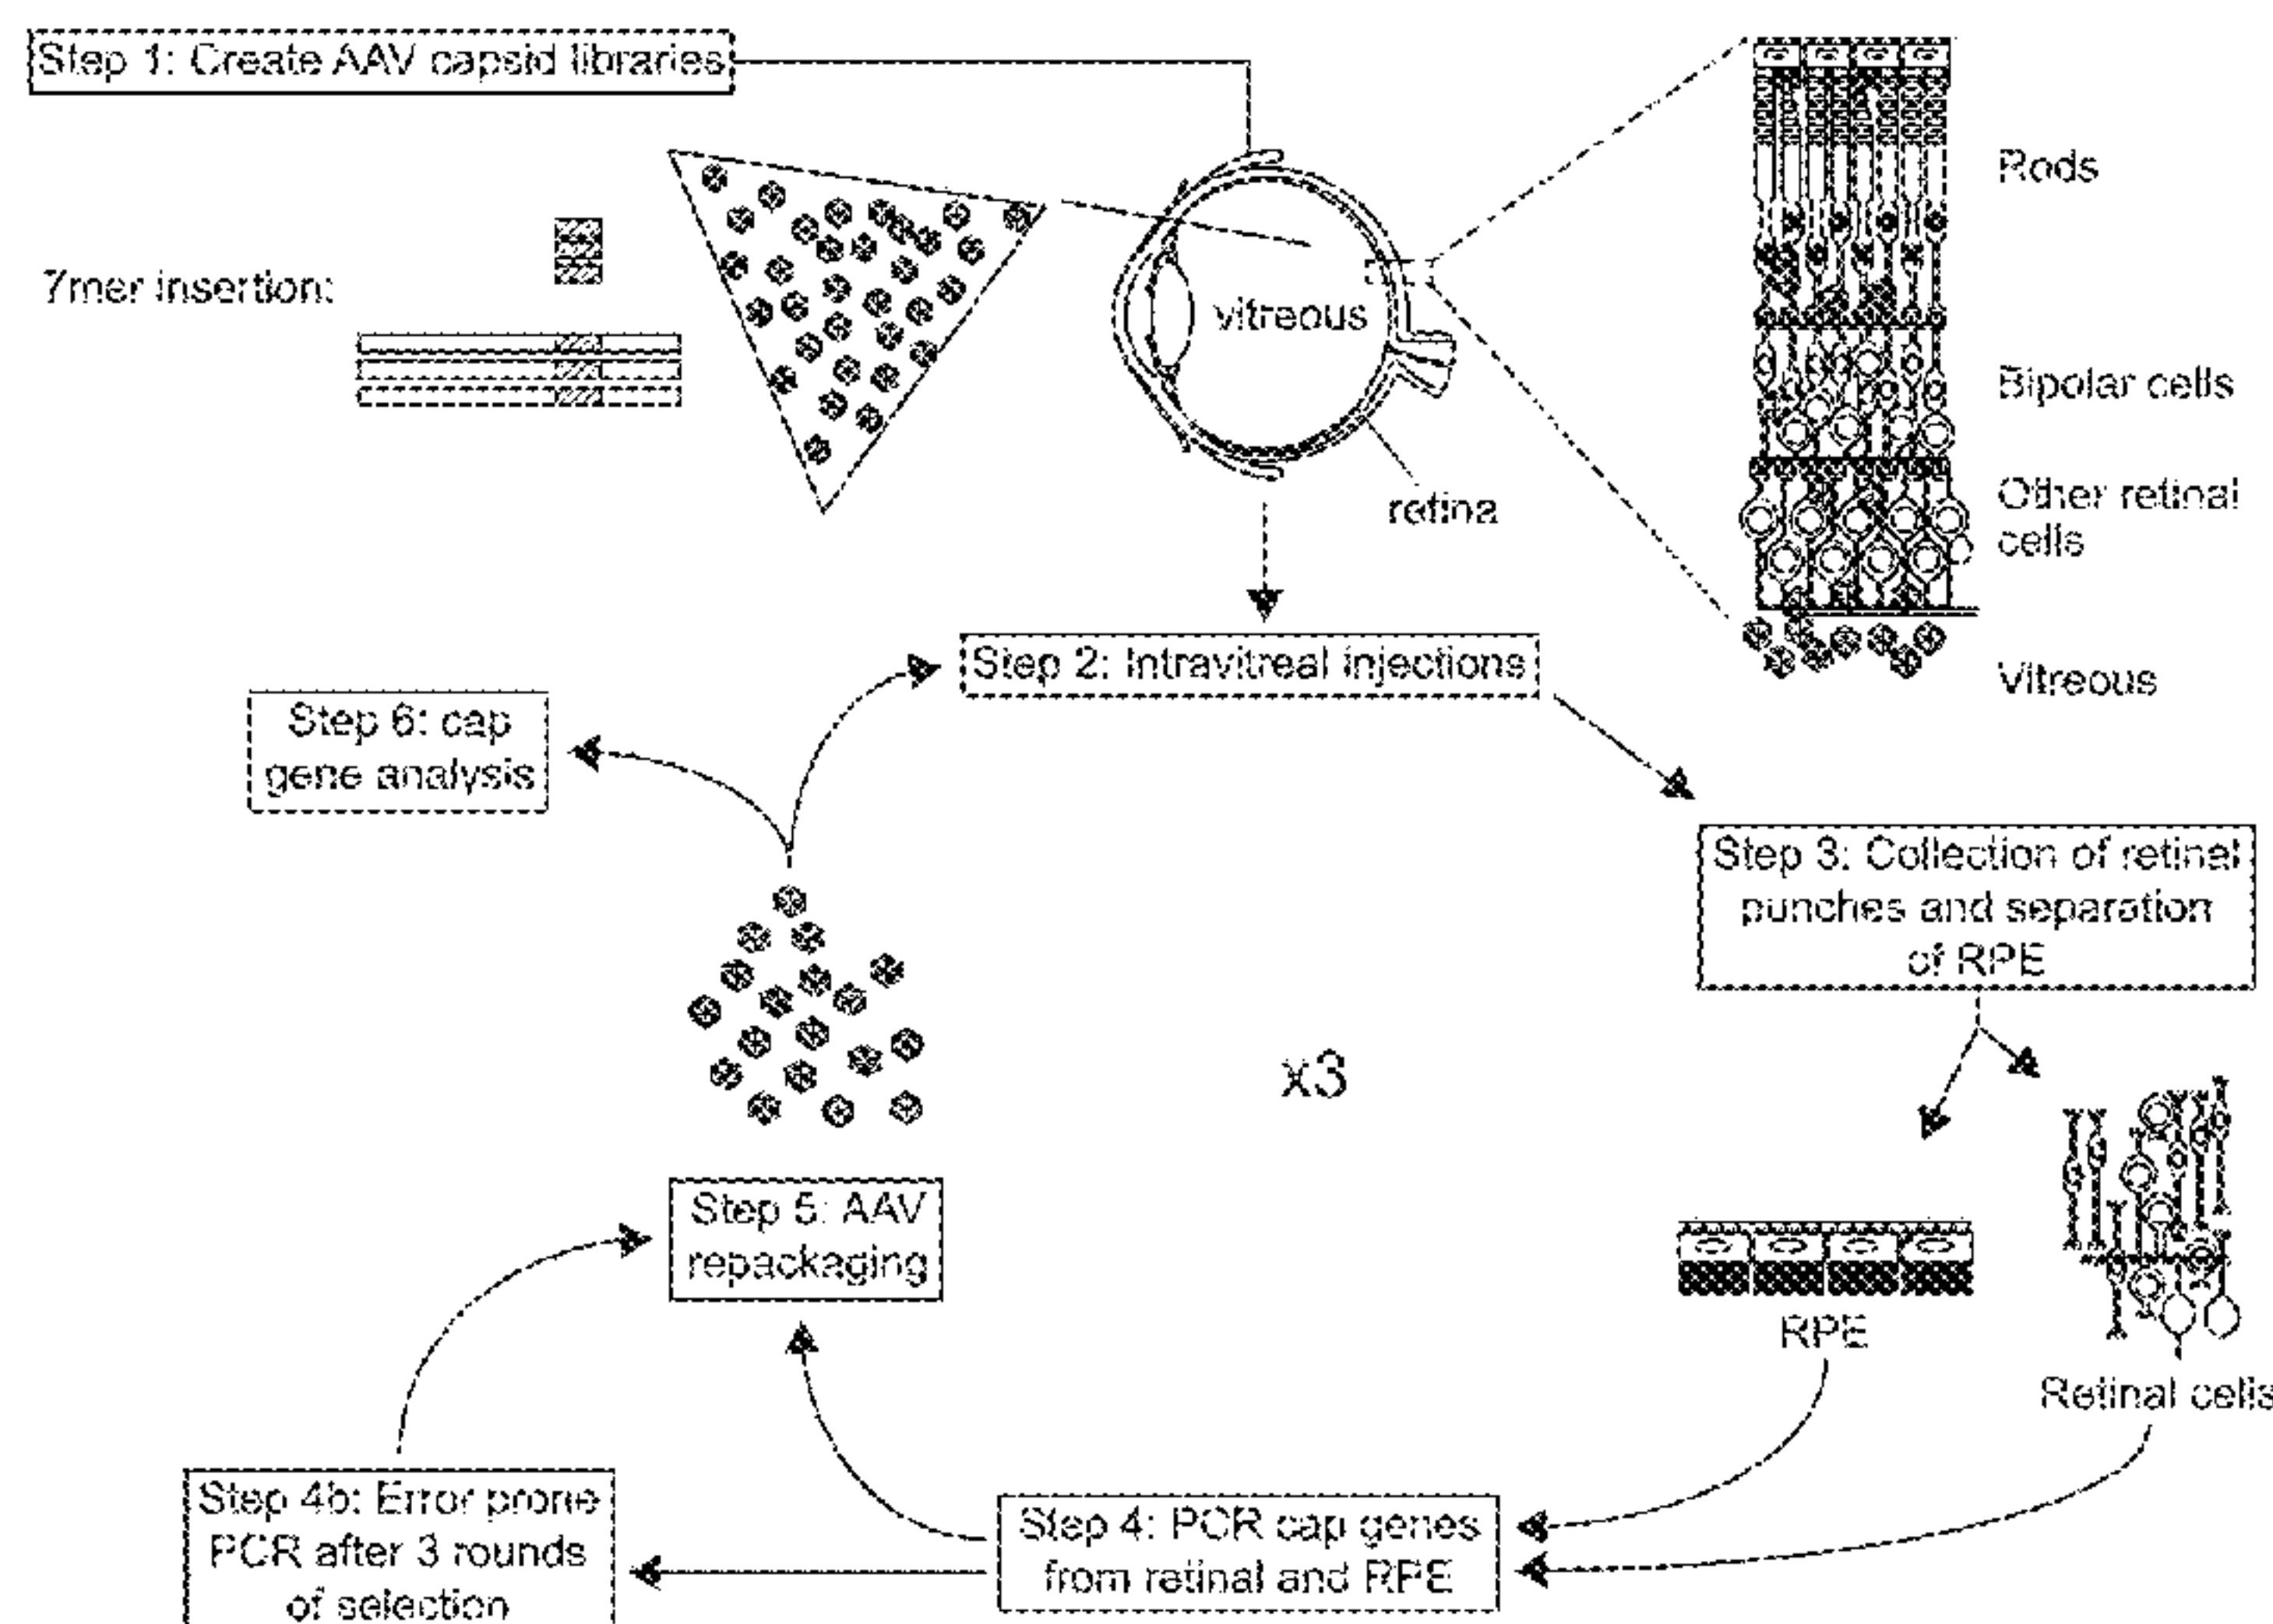 Step 1: Create AAV capsid libraries
7mer insertion:
vitreous
retina
Rods
Bipolar cells
Other retinal
cells
Vitreous
Step 2: Intravitreal injections
Step 6: cap
gene analysis
Step 3: Collection of retinal
punches and separation
of RPE
x3
Step 5: AAV
repackaging
RPE
Retinal cells
Step 4b: Error prone
PCR after 3 rounds
of selection
Step 4: PCR cap genes
from retinal and RPE